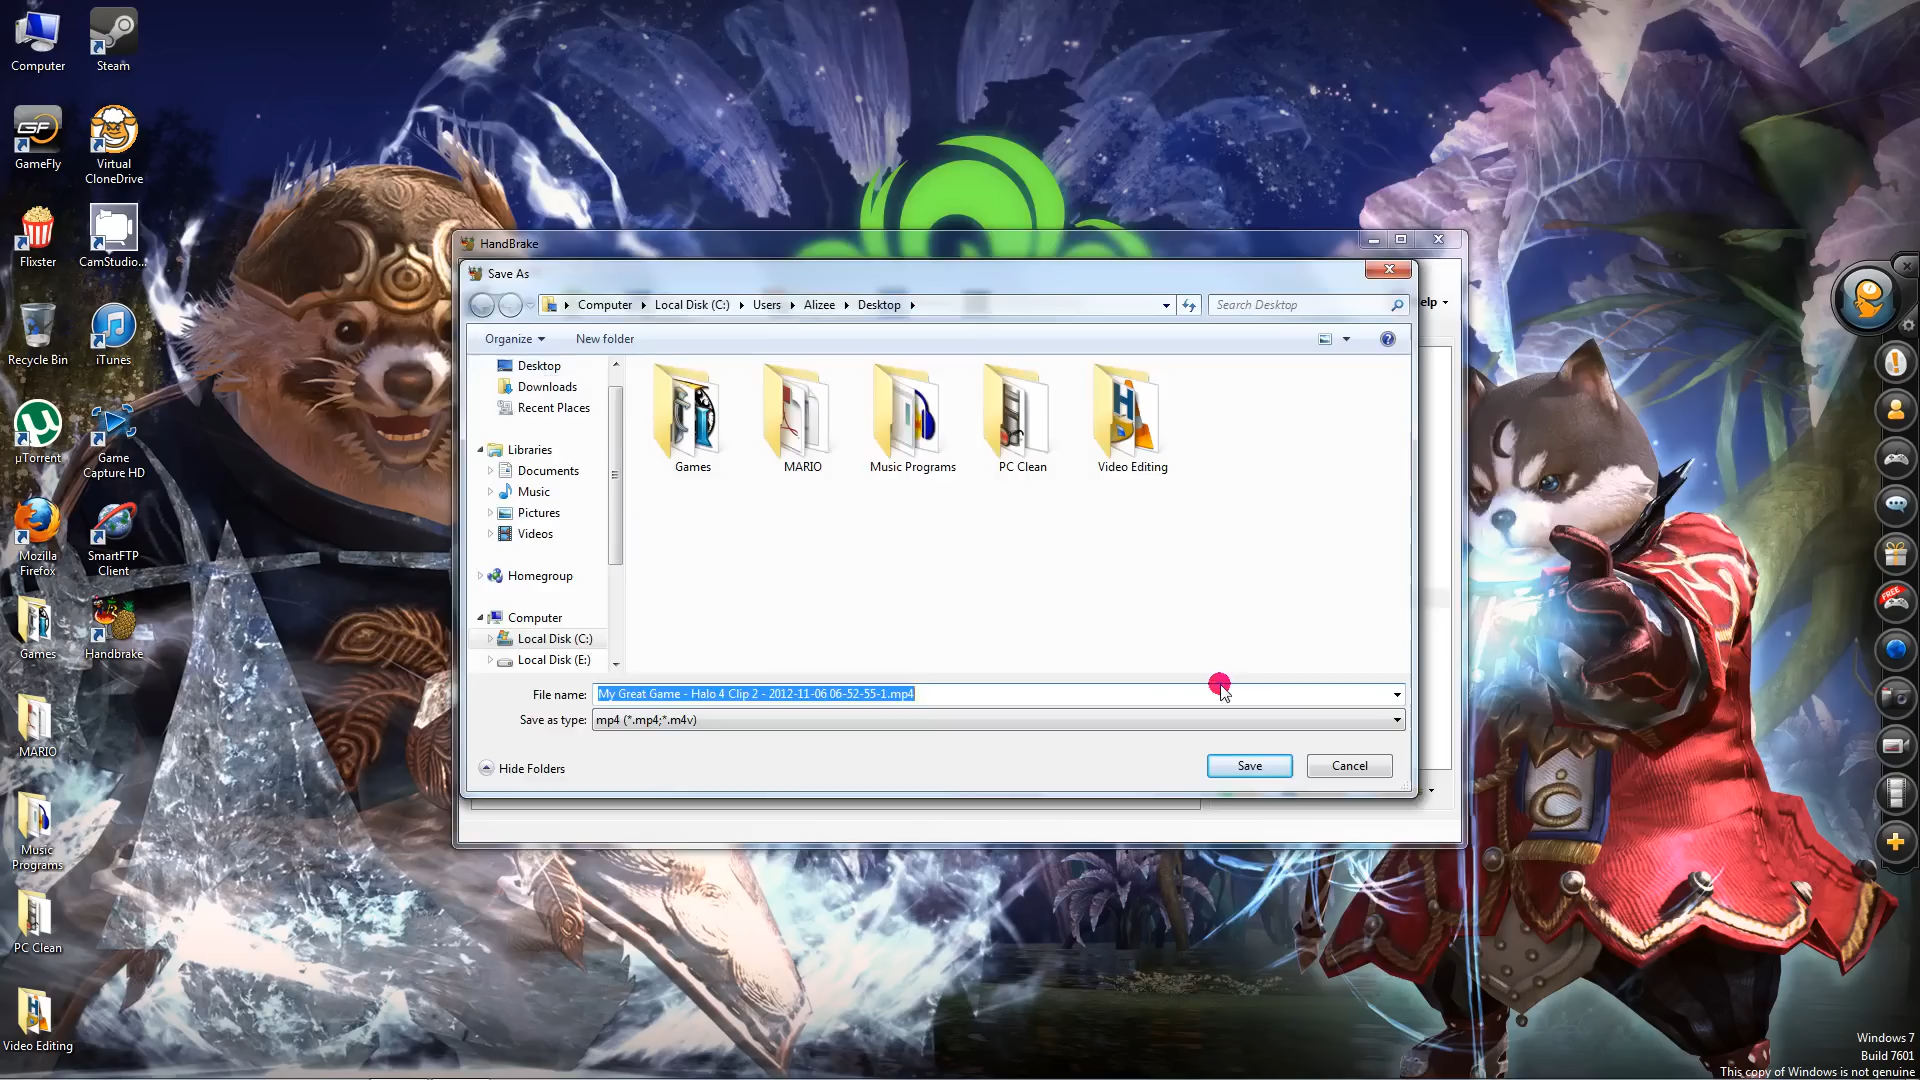 Computer
Steam
GameFly
Virtual
CloneDrive
Flixster
CamStudio...
Recycle Bin
iTunes
µTorrent
Game
Capture HD
Mozilla
Firefox
SmartFTP
Client
Games
Handbrake
MARIO
Music
Programs
PC Clean
Video Editing
HandBrake
Save As
Computer
Local Disk (C:)
Users
Alizee
Desktop
Search Desktop
elp
Organize
New folder
Desktop
Downloads
Recent Places
Libraries
Documents
Music
Pictures
Videos
Homegroup
Computer
Local Disk (C:)
Local Disk (E:)
Games
MARIO
Music Programs
PC Clean
Video Editing
File name: My Great Game - Halo 4 Clip 2 - 2012-11-06 06-52-55-1.mp4
Save as type: mp4 (*.mp4;*.m4v)
Hide Folders
Save
Cancel
FREE
Windows 7
Build 7601
This copy of Windows is not genuine